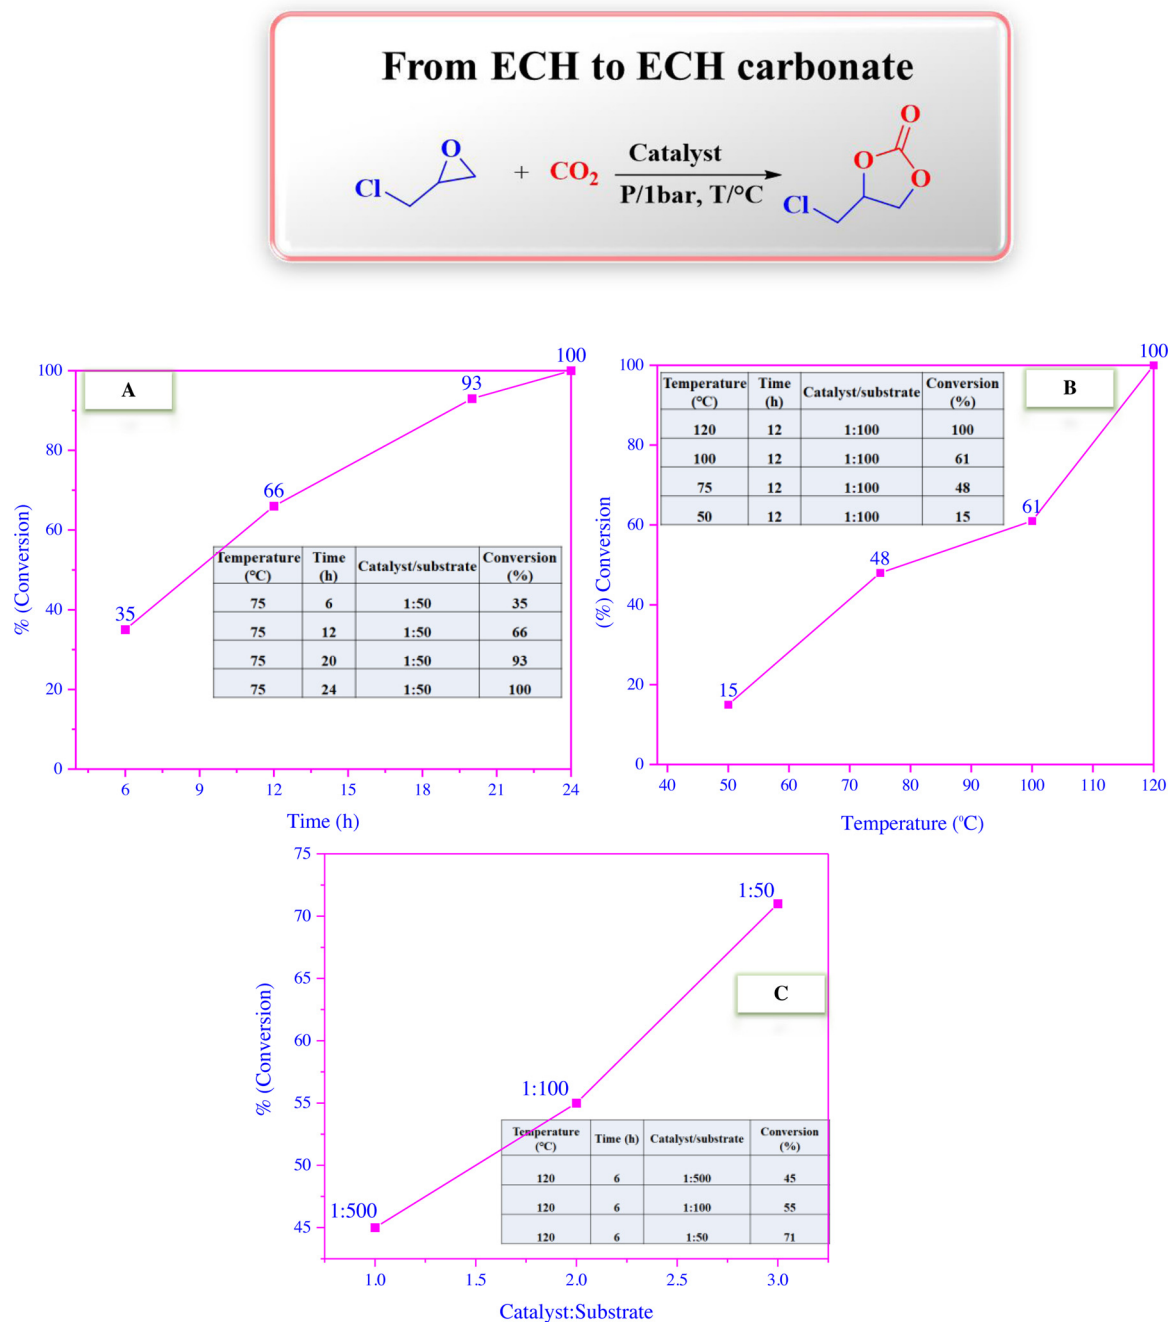 From ECH to ECH carbonate
O
Cl
+ CO2
Catalyst
P/1bar, T/°C
O
O
O
Cl
A
% (Conversion)
100
80
60
40
20
0
35
66
93
100
Temperature (°C) Time (h) Catalyst/substrate Conversion (%)
75 6 1:50 35
75 12 1:50 66
75 20 1:50 93
75 24 1:50 100
6 9 12 15 18 21 24
Time (h)
B
(%) Conversion
100
80
60
40
20
0
15
48
61
100
Temperature (°C) Time (h) Catalyst/substrate Conversion (%)
120 12 1:100 100
100 12 1:100 61
75 12 1:100 48
50 12 1:100 15
40 50 60 70 80 90 100 110 120
Temperature (°C)
C
% (Conversion)
75
70
65
60
55
50
45
1:500
1:100
1:50
Temperature (°C) Time (h) Catalyst/substrate Conversion (%)
120 6 1:500 45
120 6 1:100 55
120 6 1:50 71
1.0 1.5 2.0 2.5 3.0
Catalyst:Substrate